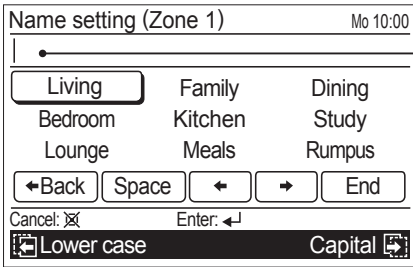 Name setting (Zone 1) Mo 10:00
Living Family Dining
Bedroom Kitchen Study
Lounge Meals Rumpus
←Back Space ← → End
Cancel: Enter:
Lower case Capital